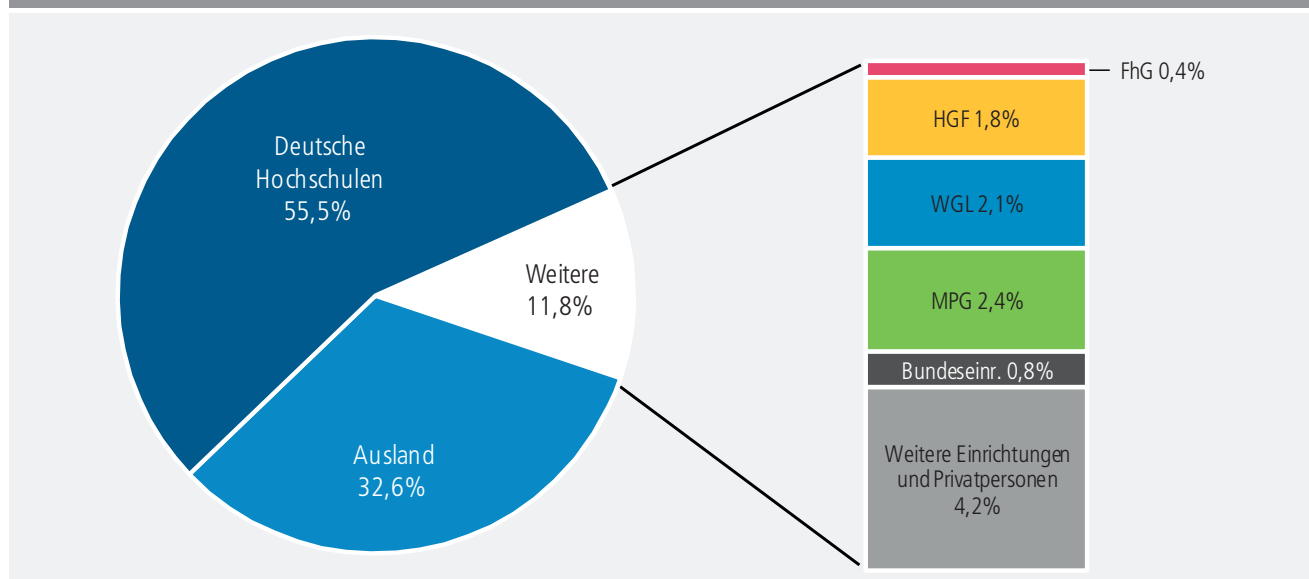 Deutsche
Hochschulen
55,5%
Weitere
11,8%
Ausland
32,6%
FhG 0,4%
HGF 1,8%
WGL 2,1%
MPG 2,4%
Bundeseinr. 0,8%
Weitere Einrichtungen
und Privatpersonen
4,2%